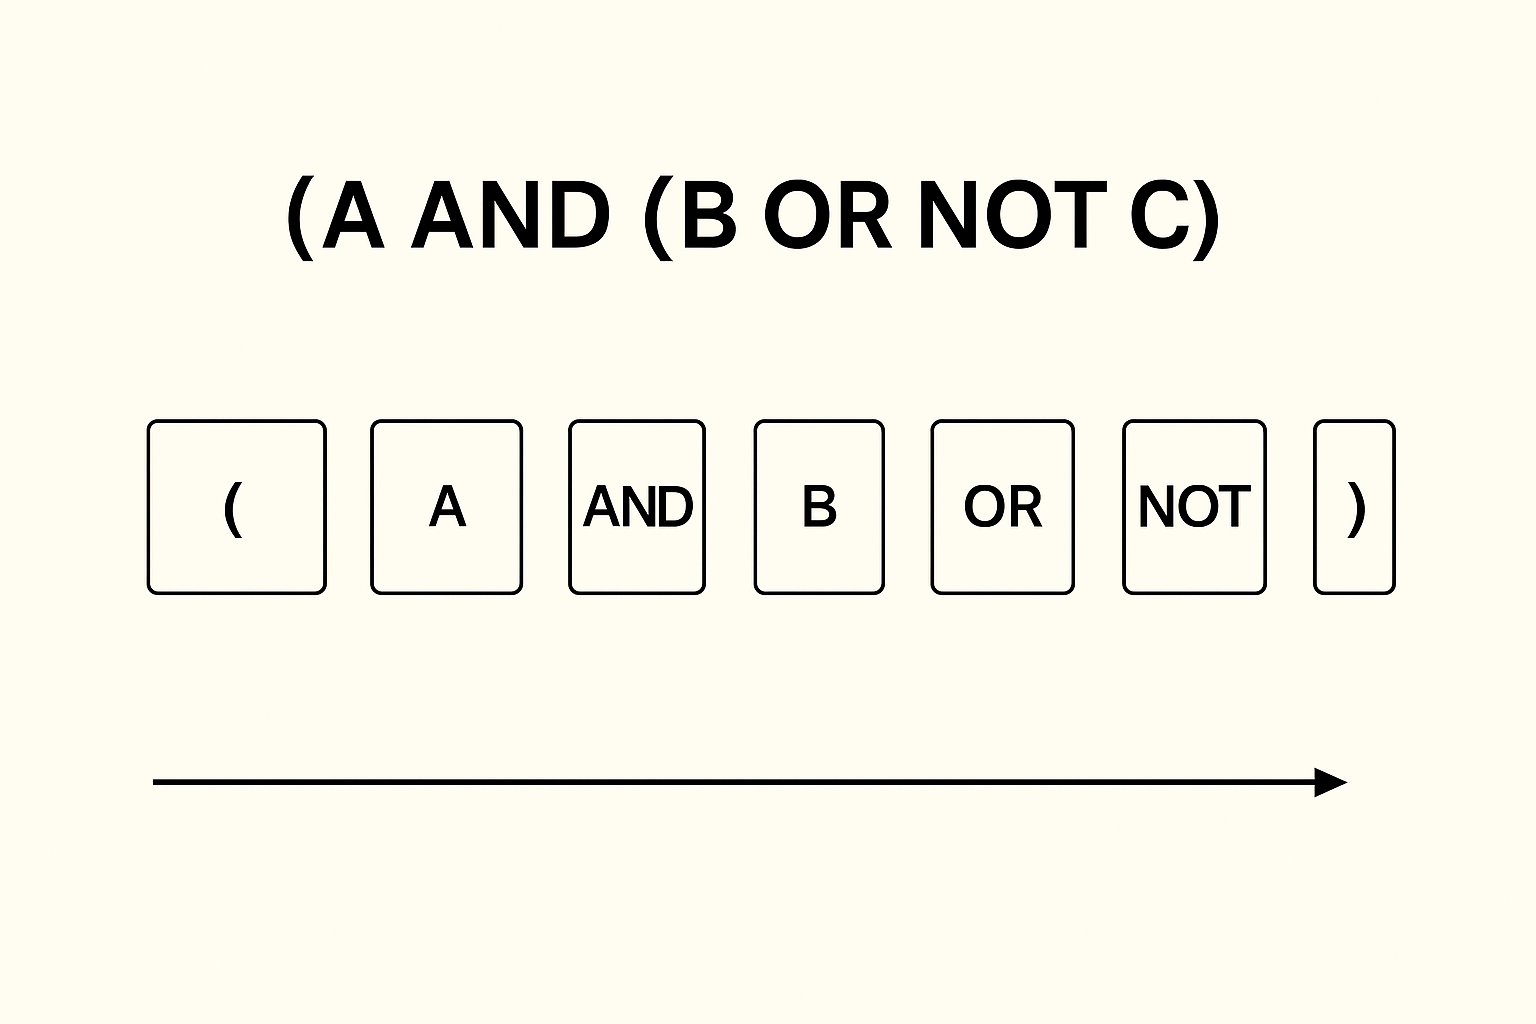 (A AND (B OR NOT C)
( A AND B OR NOT )